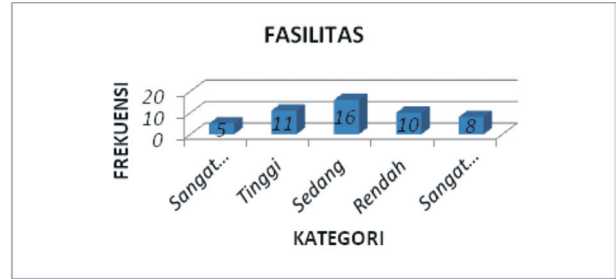 FASILITAS
FREKUENSI
20
10
0
5
11
16
10
8
Sangat...
Tinggi
Sedang
Rendah
Sangat...
KATEGORI